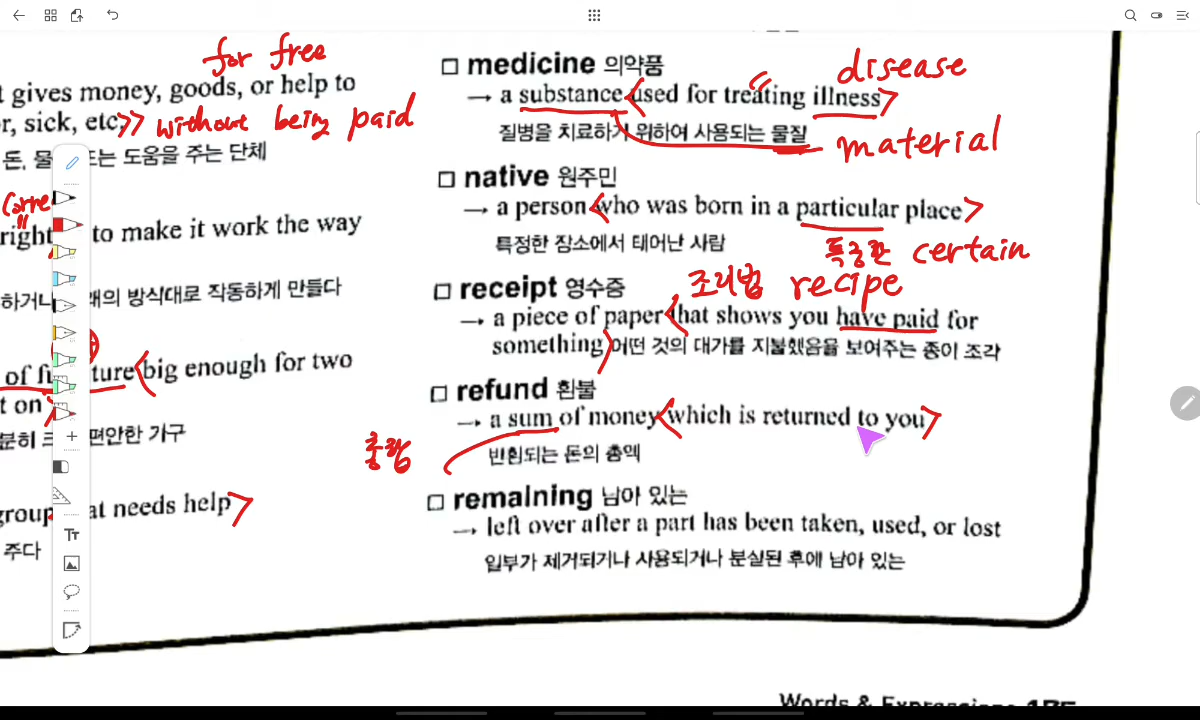 for free
t gives money, goods, or help to
r, sick, etc.
without being paid
돈, 물 또는 도움을 주는 단체
Corre
right
to make it work the way
하거나
래의 방식대로 작동하게 만들다
of fu ture big enough for two
t on
분히 크 편안한 가구
group at needs help
주다
medicine 의약품
disease
→ a substance used for treating illness
질병을 치료하기 위하여 사용되는 물질
material
native 원주민
→ a person who was born in a particular place
특정한 장소에서 태어난 사람
certain
receipt 영수증
조리법 recipe
→ a piece of paper that shows you have paid for
something 어떤 것의 대가를 지불했음을 보여주는 종이 조각
refund 환불
→ a sum of money which is returned to you
총량
반환되는 돈의 총액
remaining 남아 있는
→ left over after a part has been taken, used, or lost
일부가 제거되거나 사용되거나 분실된 후에 남아 있는
Words & Expressions
Tт